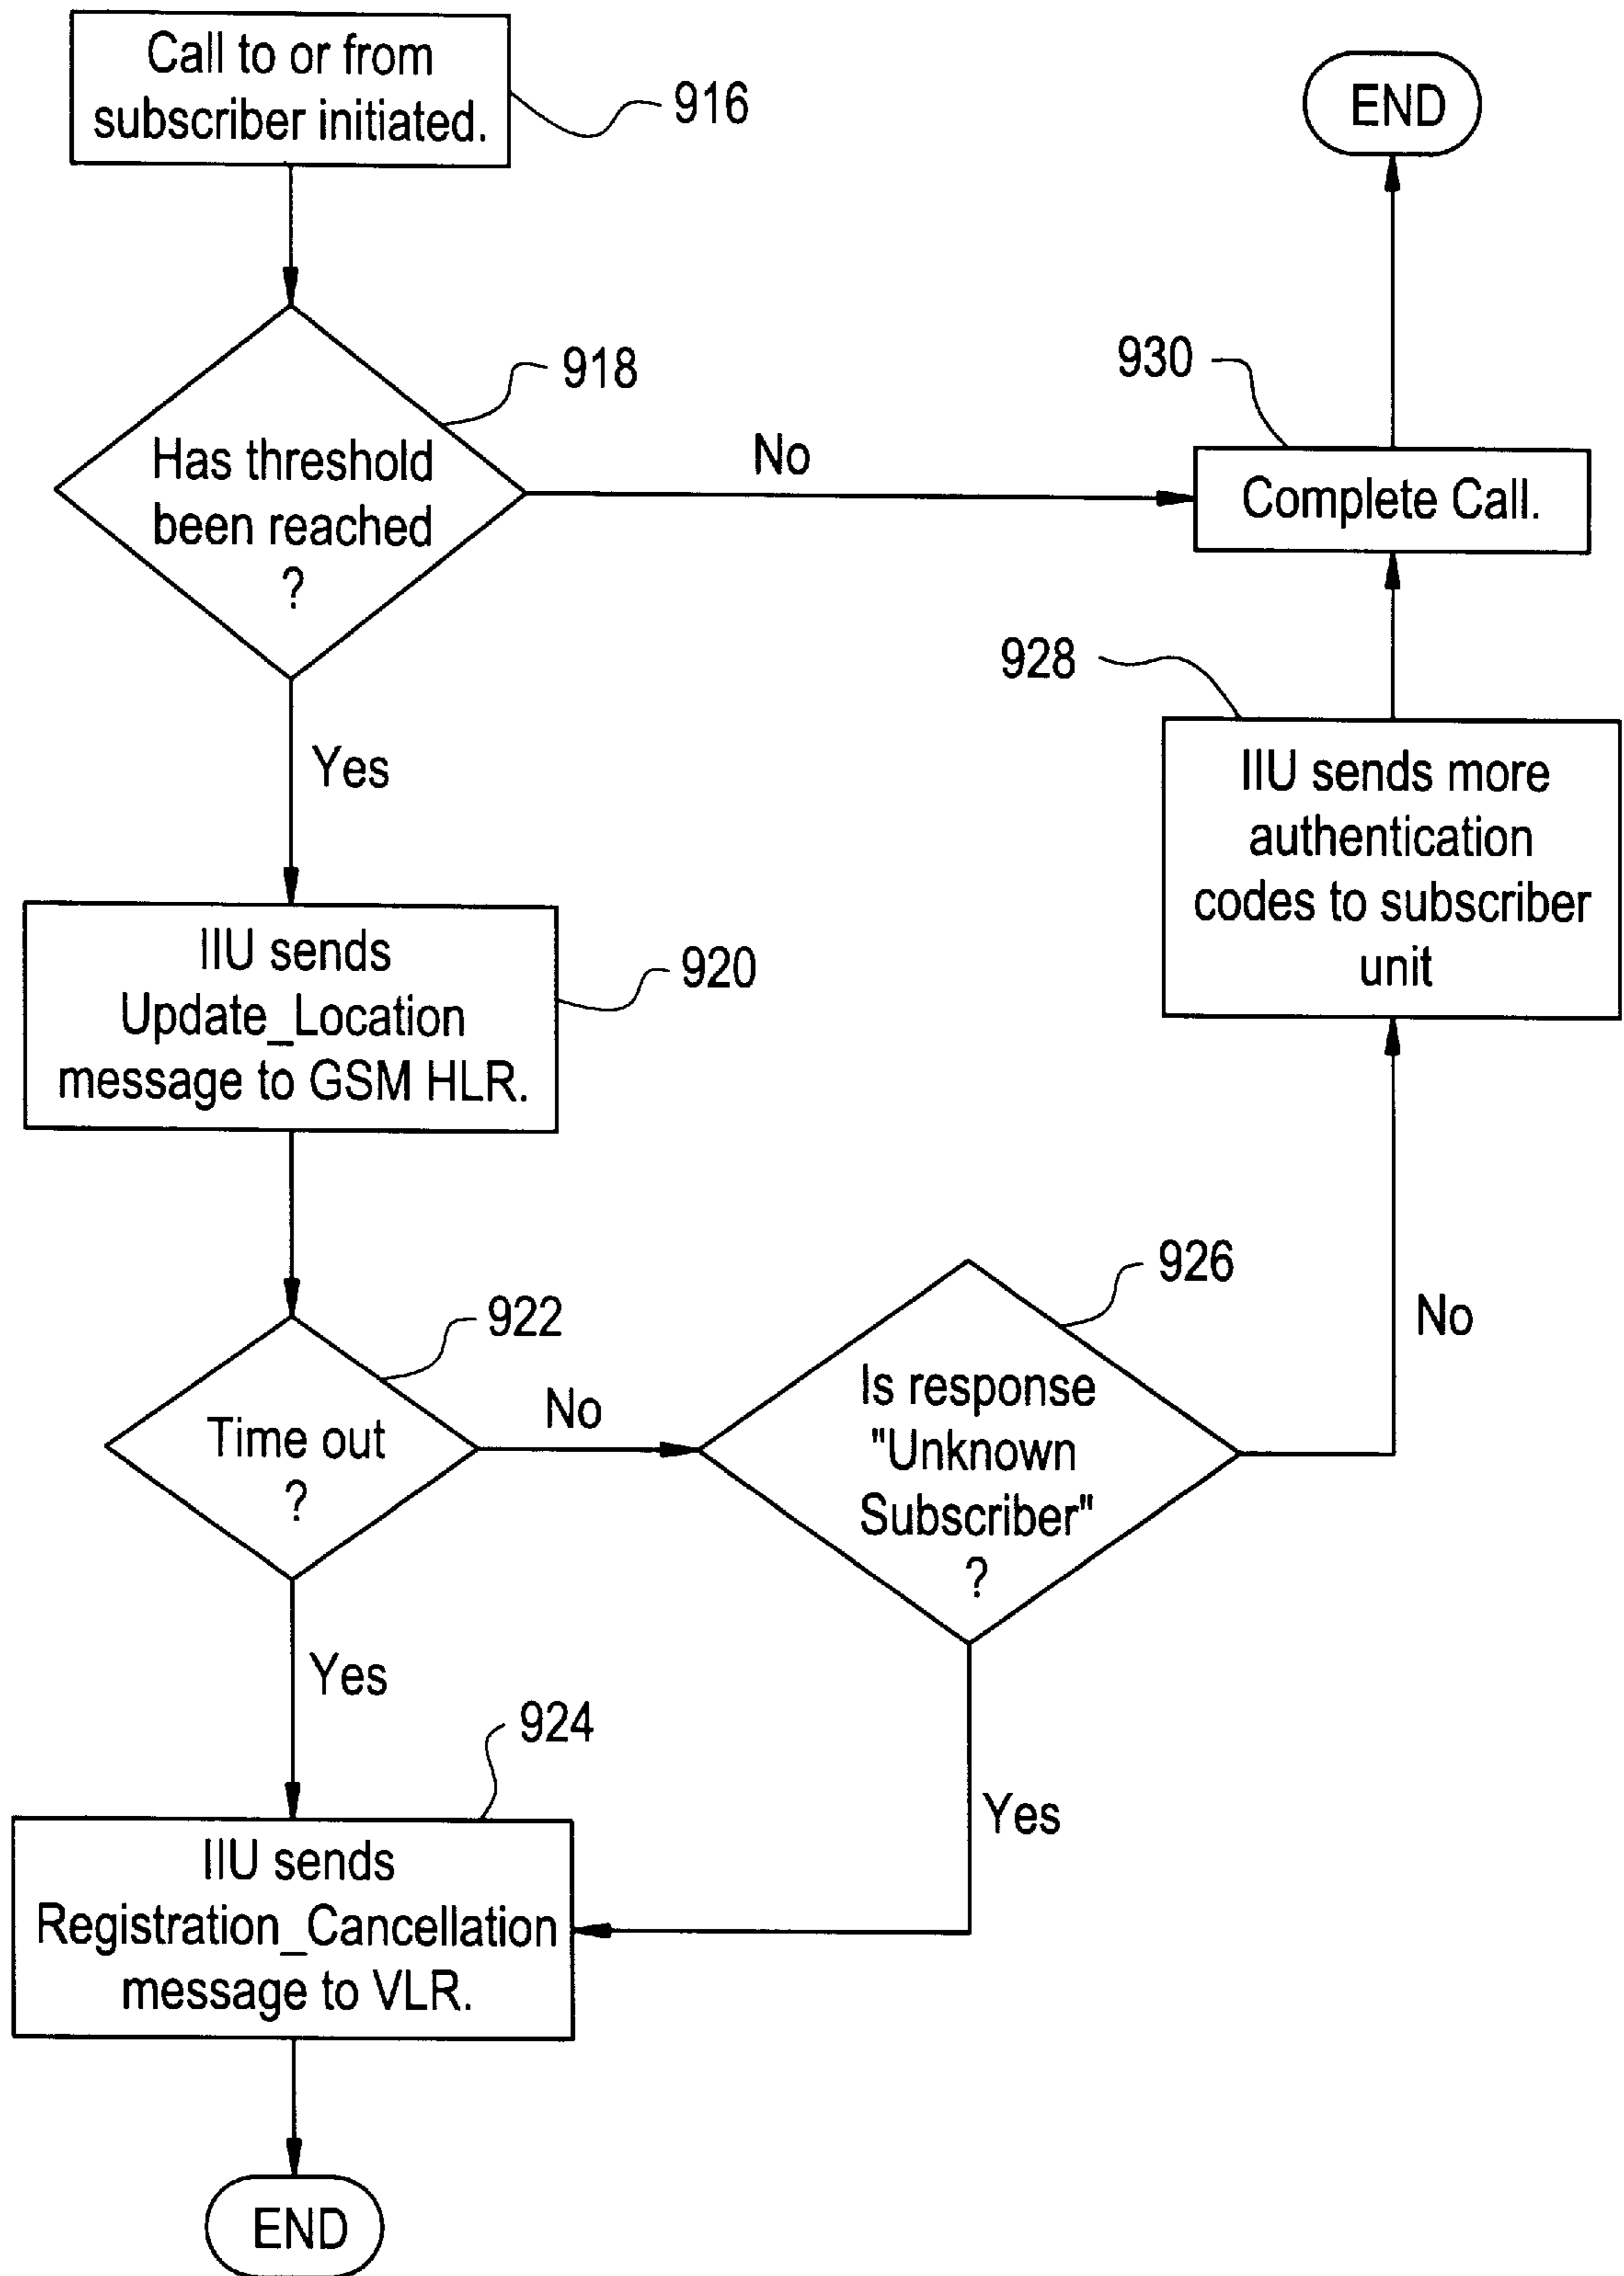 Call to or from
subscriber initiated.
916
END
918
Has threshold
been reached
?
No
930
Complete Call.
Yes
928
IIU sends more
authentication
codes to subscriber
unit
IIU sends
Update_Location
message to GSM HLR.
920
922
Time out
?
No
926
Is response
"Unknown
Subscriber"
?
No
Yes
924
Yes
IIU sends
Registration_Cancellation
message to VLR.
END